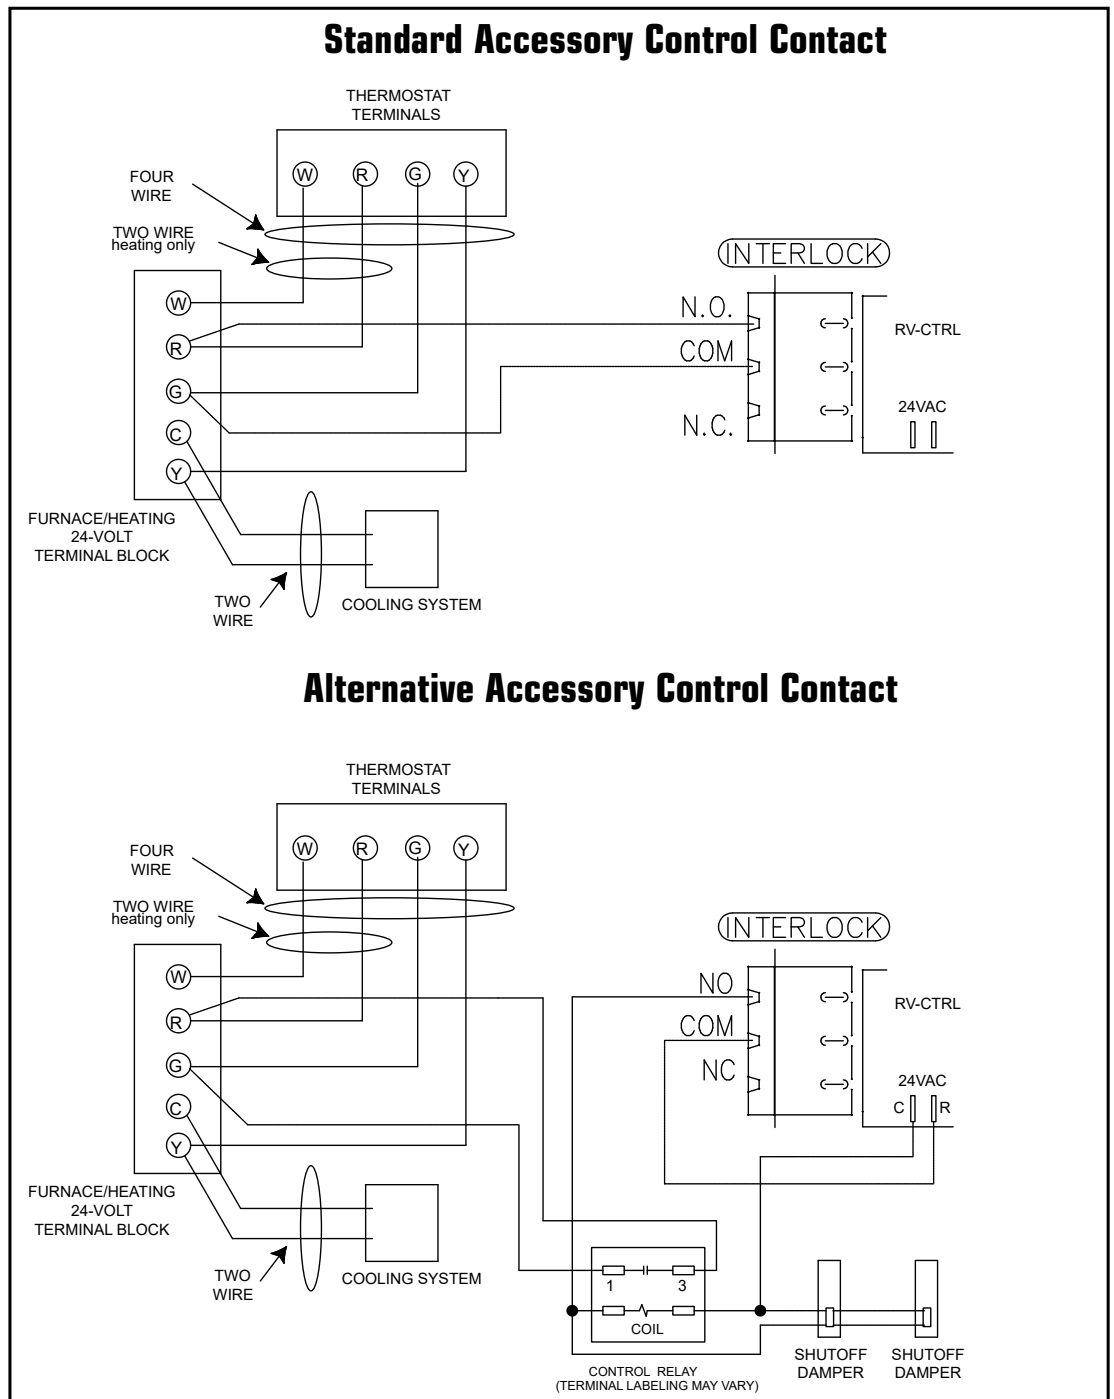 Standard Accessory Control Contact
THERMOSTAT
TERMINALS
W R G Y
FOUR
WIRE
TWO WIRE
heating only
W
R
G
C
Y
FURNACE/HEATING
24-VOLT
TERMINAL BLOCK
TWO
WIRE
COOLING SYSTEM
INTERLOCK
N.O.
COM
N.C.
RV-CTRL
24VAC
Alternative Accessory Control Contact
THERMOSTAT
TERMINALS
W R G Y
FOUR
WIRE
TWO WIRE
heating only
W
R
G
C
Y
FURNACE/HEATING
24-VOLT
TERMINAL BLOCK
TWO
WIRE
COOLING SYSTEM
INTERLOCK
NO
COM
NC
RV-CTRL
24VAC
C R
1 3
COIL
CONTROL RELAY
(TERMINAL LABELING MAY VARY)
SHUTOFF
DAMPER
SHUTOFF
DAMPER